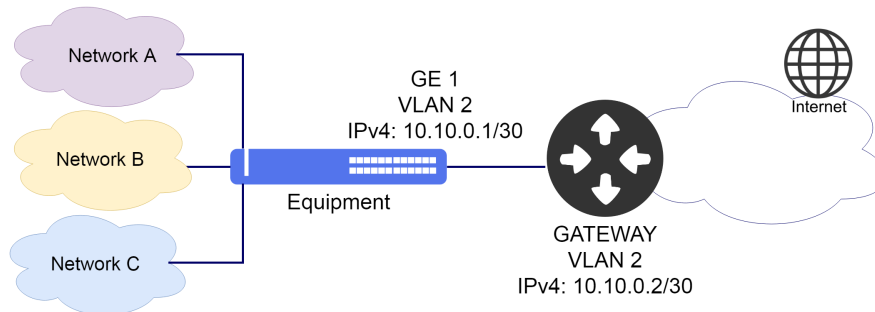 Network A
Network B
Network C
Equipment
GE 1
VLAN 2
IPv4: 10.10.0.1/30
GATEWAY
VLAN 2
IPv4: 10.10.0.2/30
Internet